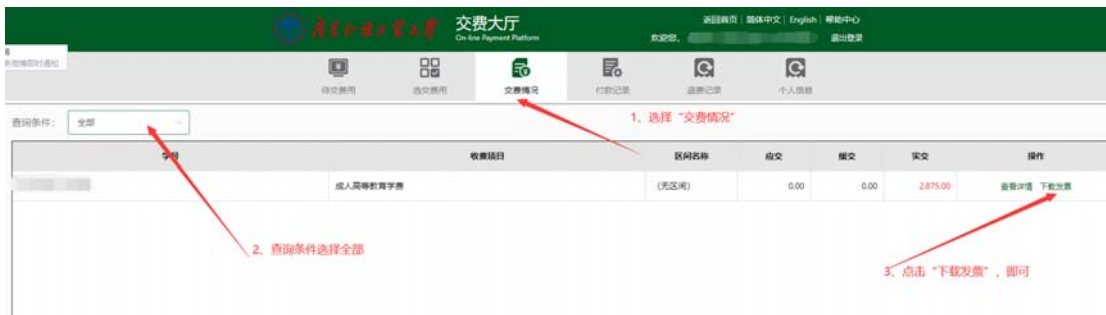 交费大厅
On-line Payment Platform
返回首页 | 简体中文 | English | 帮助中心
欢迎您,
退出登录
待交费用
选交费用
交费情况
付款记录
退费记录
个人信息
1、选择 "交费情况"
查询条件: 全部
学号 收费项目 区间名称 应交 缓交 实交 操作
成人高等教育学费 (无区间) 0.00 0.00 2,875.00 查看详情 下载发票
2、查询条件选择全部
3、点击 "下载发票" ,即可